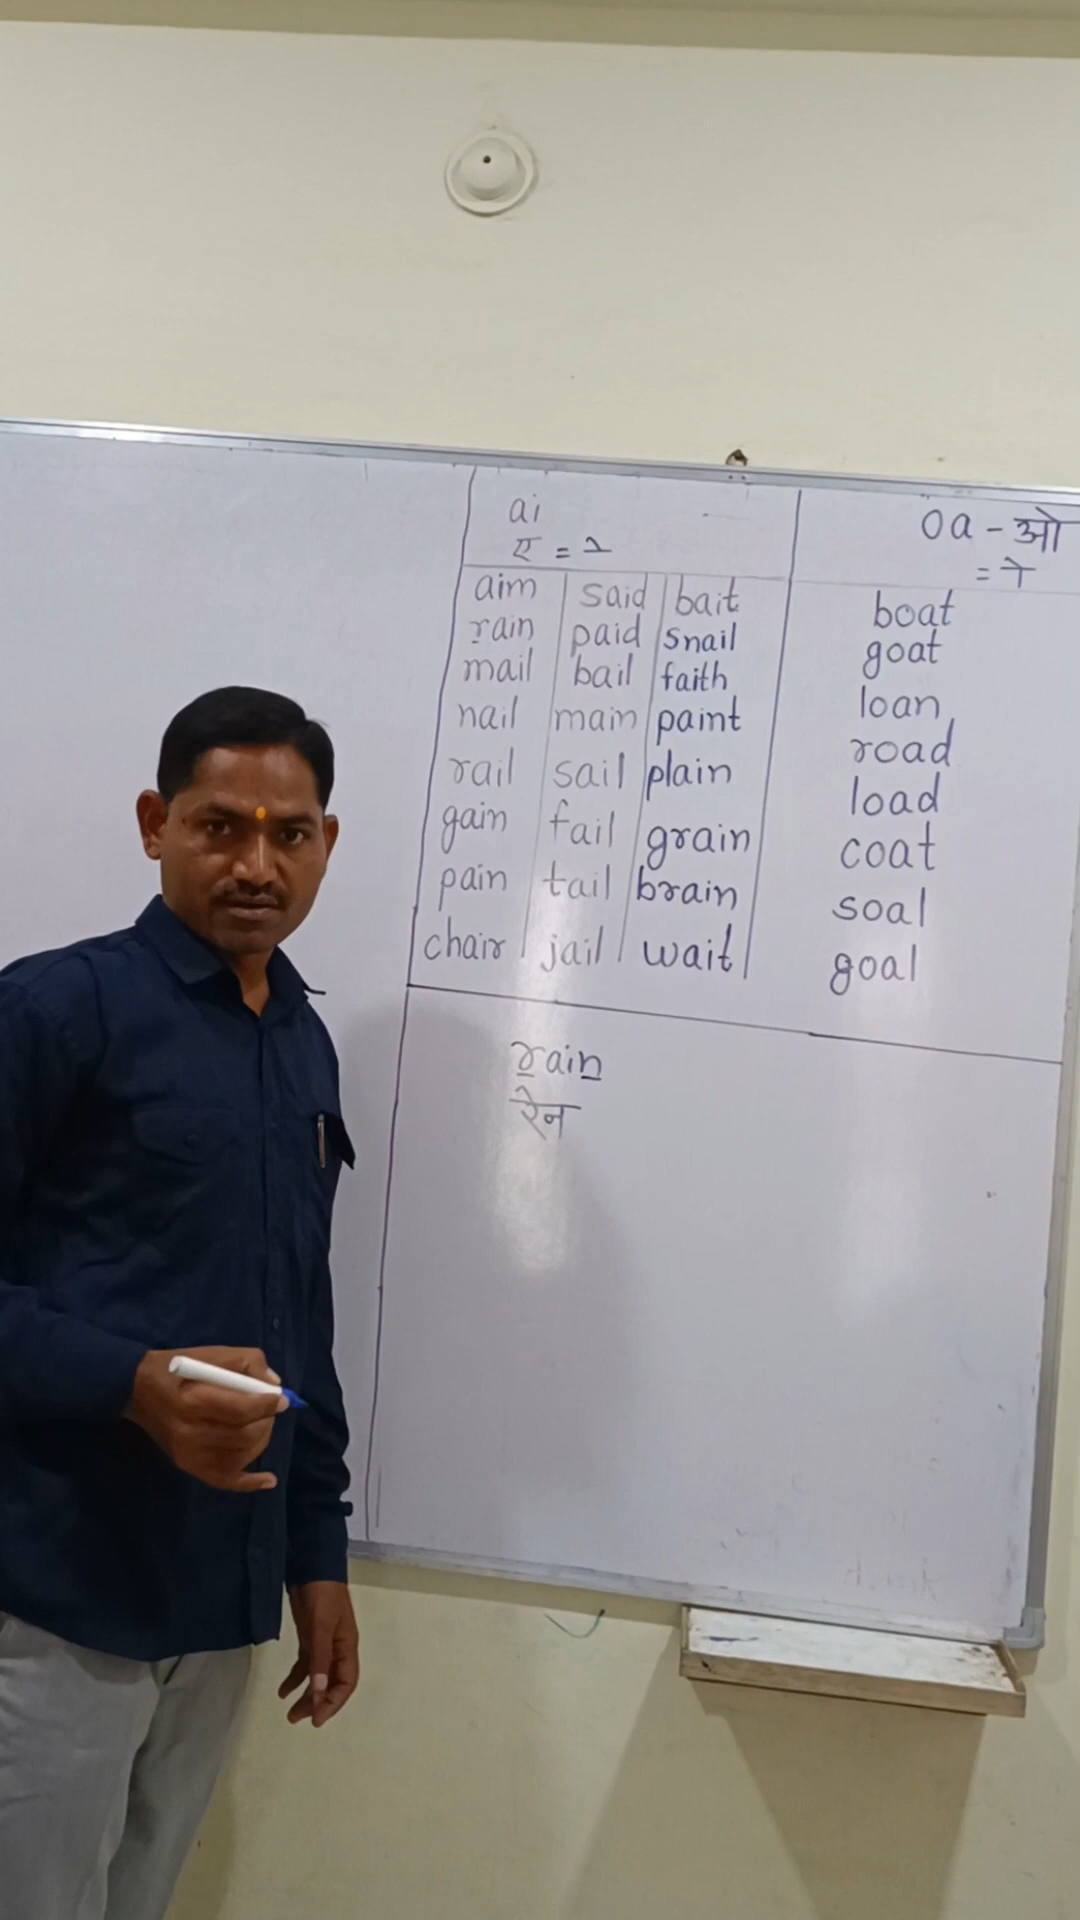 ai
ए = े
oa - ओ
= ो
aim said bait
rain paid snail
mail bail faith
nail main paint
rail sail plain
gain fail grain
pain tail brain
chair jail wait
boat
goat
loan
road
load
coat
soal
goal
rain
रेन